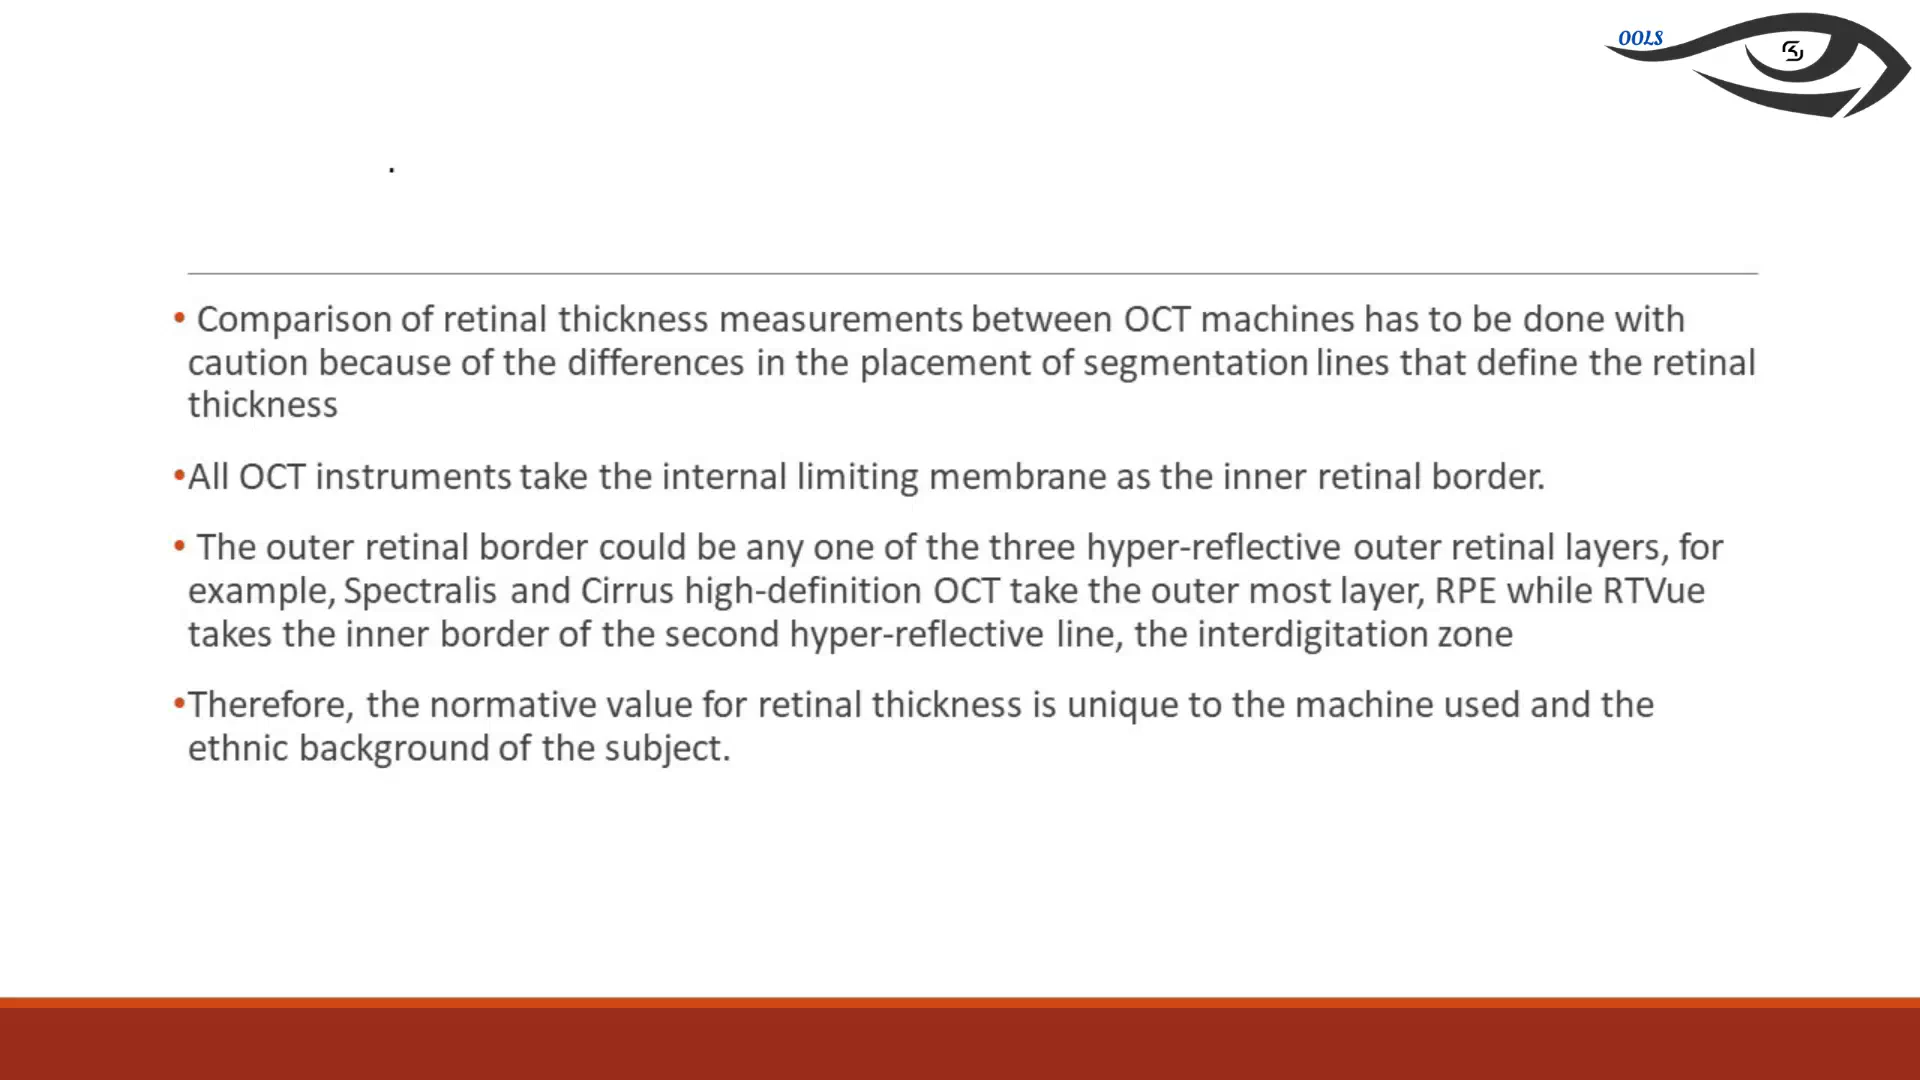 OOLS
.
• Comparison of retinal thickness measurements between OCT machines has to be done with
caution because of the differences in the placement of segmentation lines that define the retinal
thickness
•All OCT instruments take the internal limiting membrane as the inner retinal border.
• The outer retinal border could be any one of the three hyper-reflective outer retinal layers, for
example, Spectralis and Cirrus high-definition OCT take the outer most layer, RPE while RTVue
takes the inner border of the second hyper-reflective line, the interdigitation zone
•Therefore, the normative value for retinal thickness is unique to the machine used and the
ethnic background of the subject.